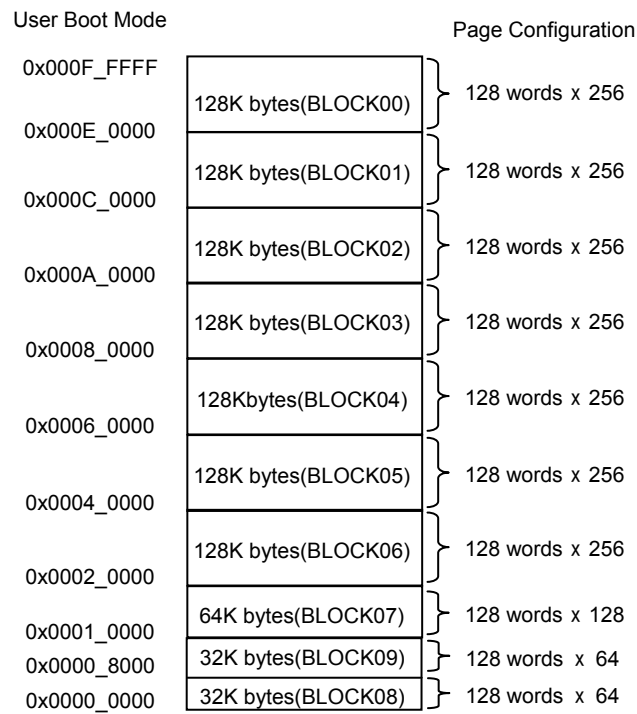 User Boot Mode
Page Configuration
0x000F_FFFF
128K bytes(BLOCK00)
128 words x 256
0x000E_0000
128K bytes(BLOCK01)
128 words x 256
0x000C_0000
128K bytes(BLOCK02)
128 words x 256
0x000A_0000
128K bytes(BLOCK03)
128 words x 256
0x0008_0000
128Kbytes(BLOCK04)
128 words x 256
0x0006_0000
128K bytes(BLOCK05)
128 words x 256
0x0004_0000
128K bytes(BLOCK06)
128 words x 256
0x0002_0000
64K bytes(BLOCK07)
128 words x 128
0x0001_0000
32K bytes(BLOCK09)
128 words x 64
0x0000_8000
32K bytes(BLOCK08)
128 words x 64
0x0000_0000